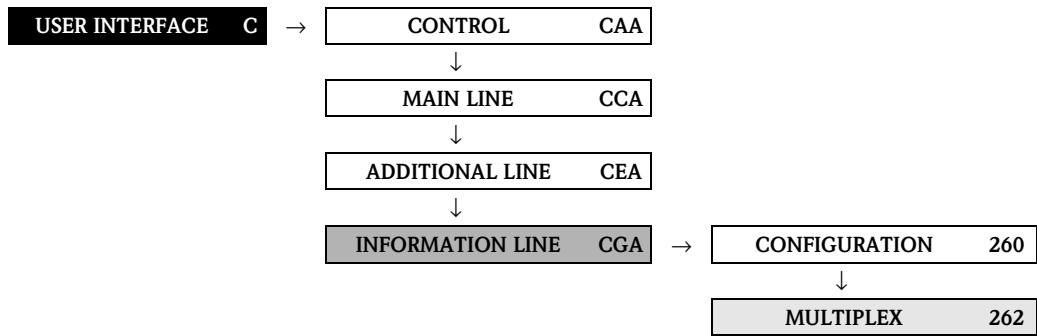 USER INTERFACE C → CONTROL CAA
↓
MAIN LINE CCA
↓
ADDITIONAL LINE CEA
↓
INFORMATION LINE CGA → CONFIGURATION 260
↓
MULTIPLEX 262